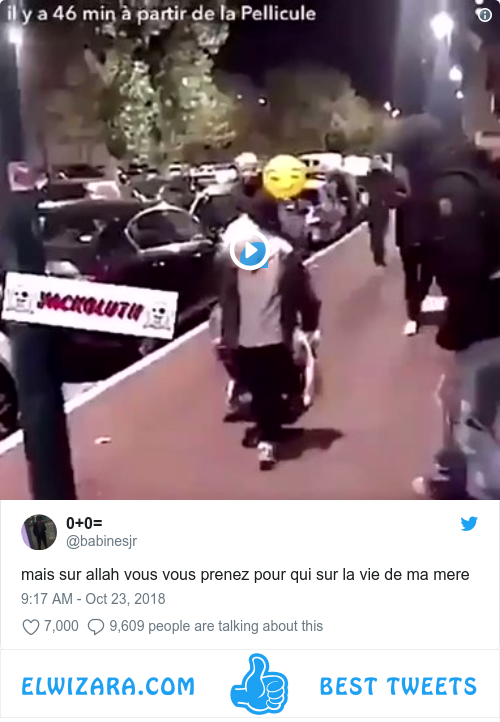 il y a 46 min à partir de la Pellicule
YACKOLUTU
0+0=
@babinesjr
mais sur allah vous vous prenez pour qui sur la vie de ma mere
9:17 AM - Oct 23, 2018
7,000 9,609 people are talking about this
ELWIZARA.COM BEST TWEETS